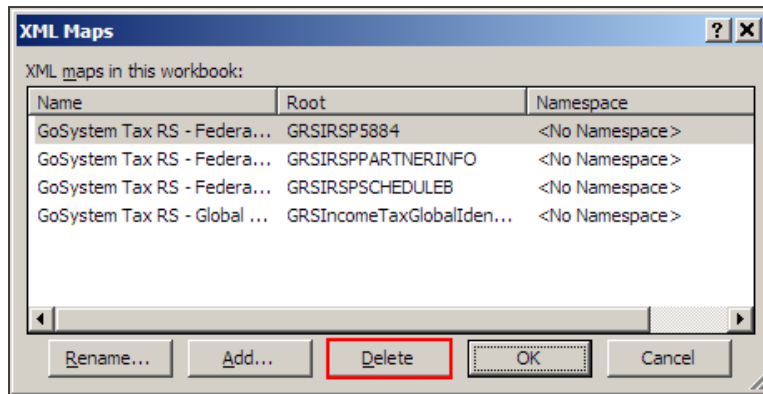 XML Maps
XML maps in this workbook:
Name Root Namespace
GoSystem Tax RS - Federa... GRSIRSP5884 <No Namespace>
GoSystem Tax RS - Federa... GRSIRSPPARTNERINFO <No Namespace>
GoSystem Tax RS - Federa... GRSIRSPSCHEDULEB <No Namespace>
GoSystem Tax RS - Global ... GRSIncomeTaxGlobalIden... <No Namespace>
Rename... Add... Delete OK Cancel